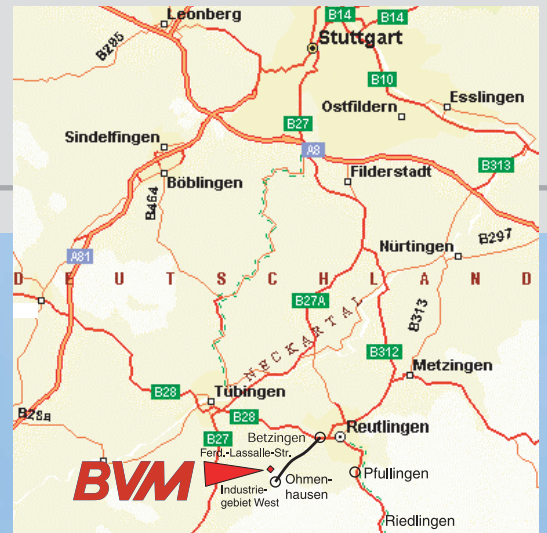 Leonberg
B14
B14
B295
Stuttgart
B10
Esslingen
Ostfildern
B27
Sindelfingen
A8
B313
Filderstadt
Böblingen
B464
B297
Nürtingen
A81
DEUTSCHLAND
B27A
NECKARTAL
B313
B312
Metzingen
B28
Tübingen
B28a
B28
Reutlingen
Betzingen
B27
Ferd.-Lassalle-Str.
BVM
Pfullingen
Ohmen-
hausen
Industrie-
gebiet West
Riedlingen